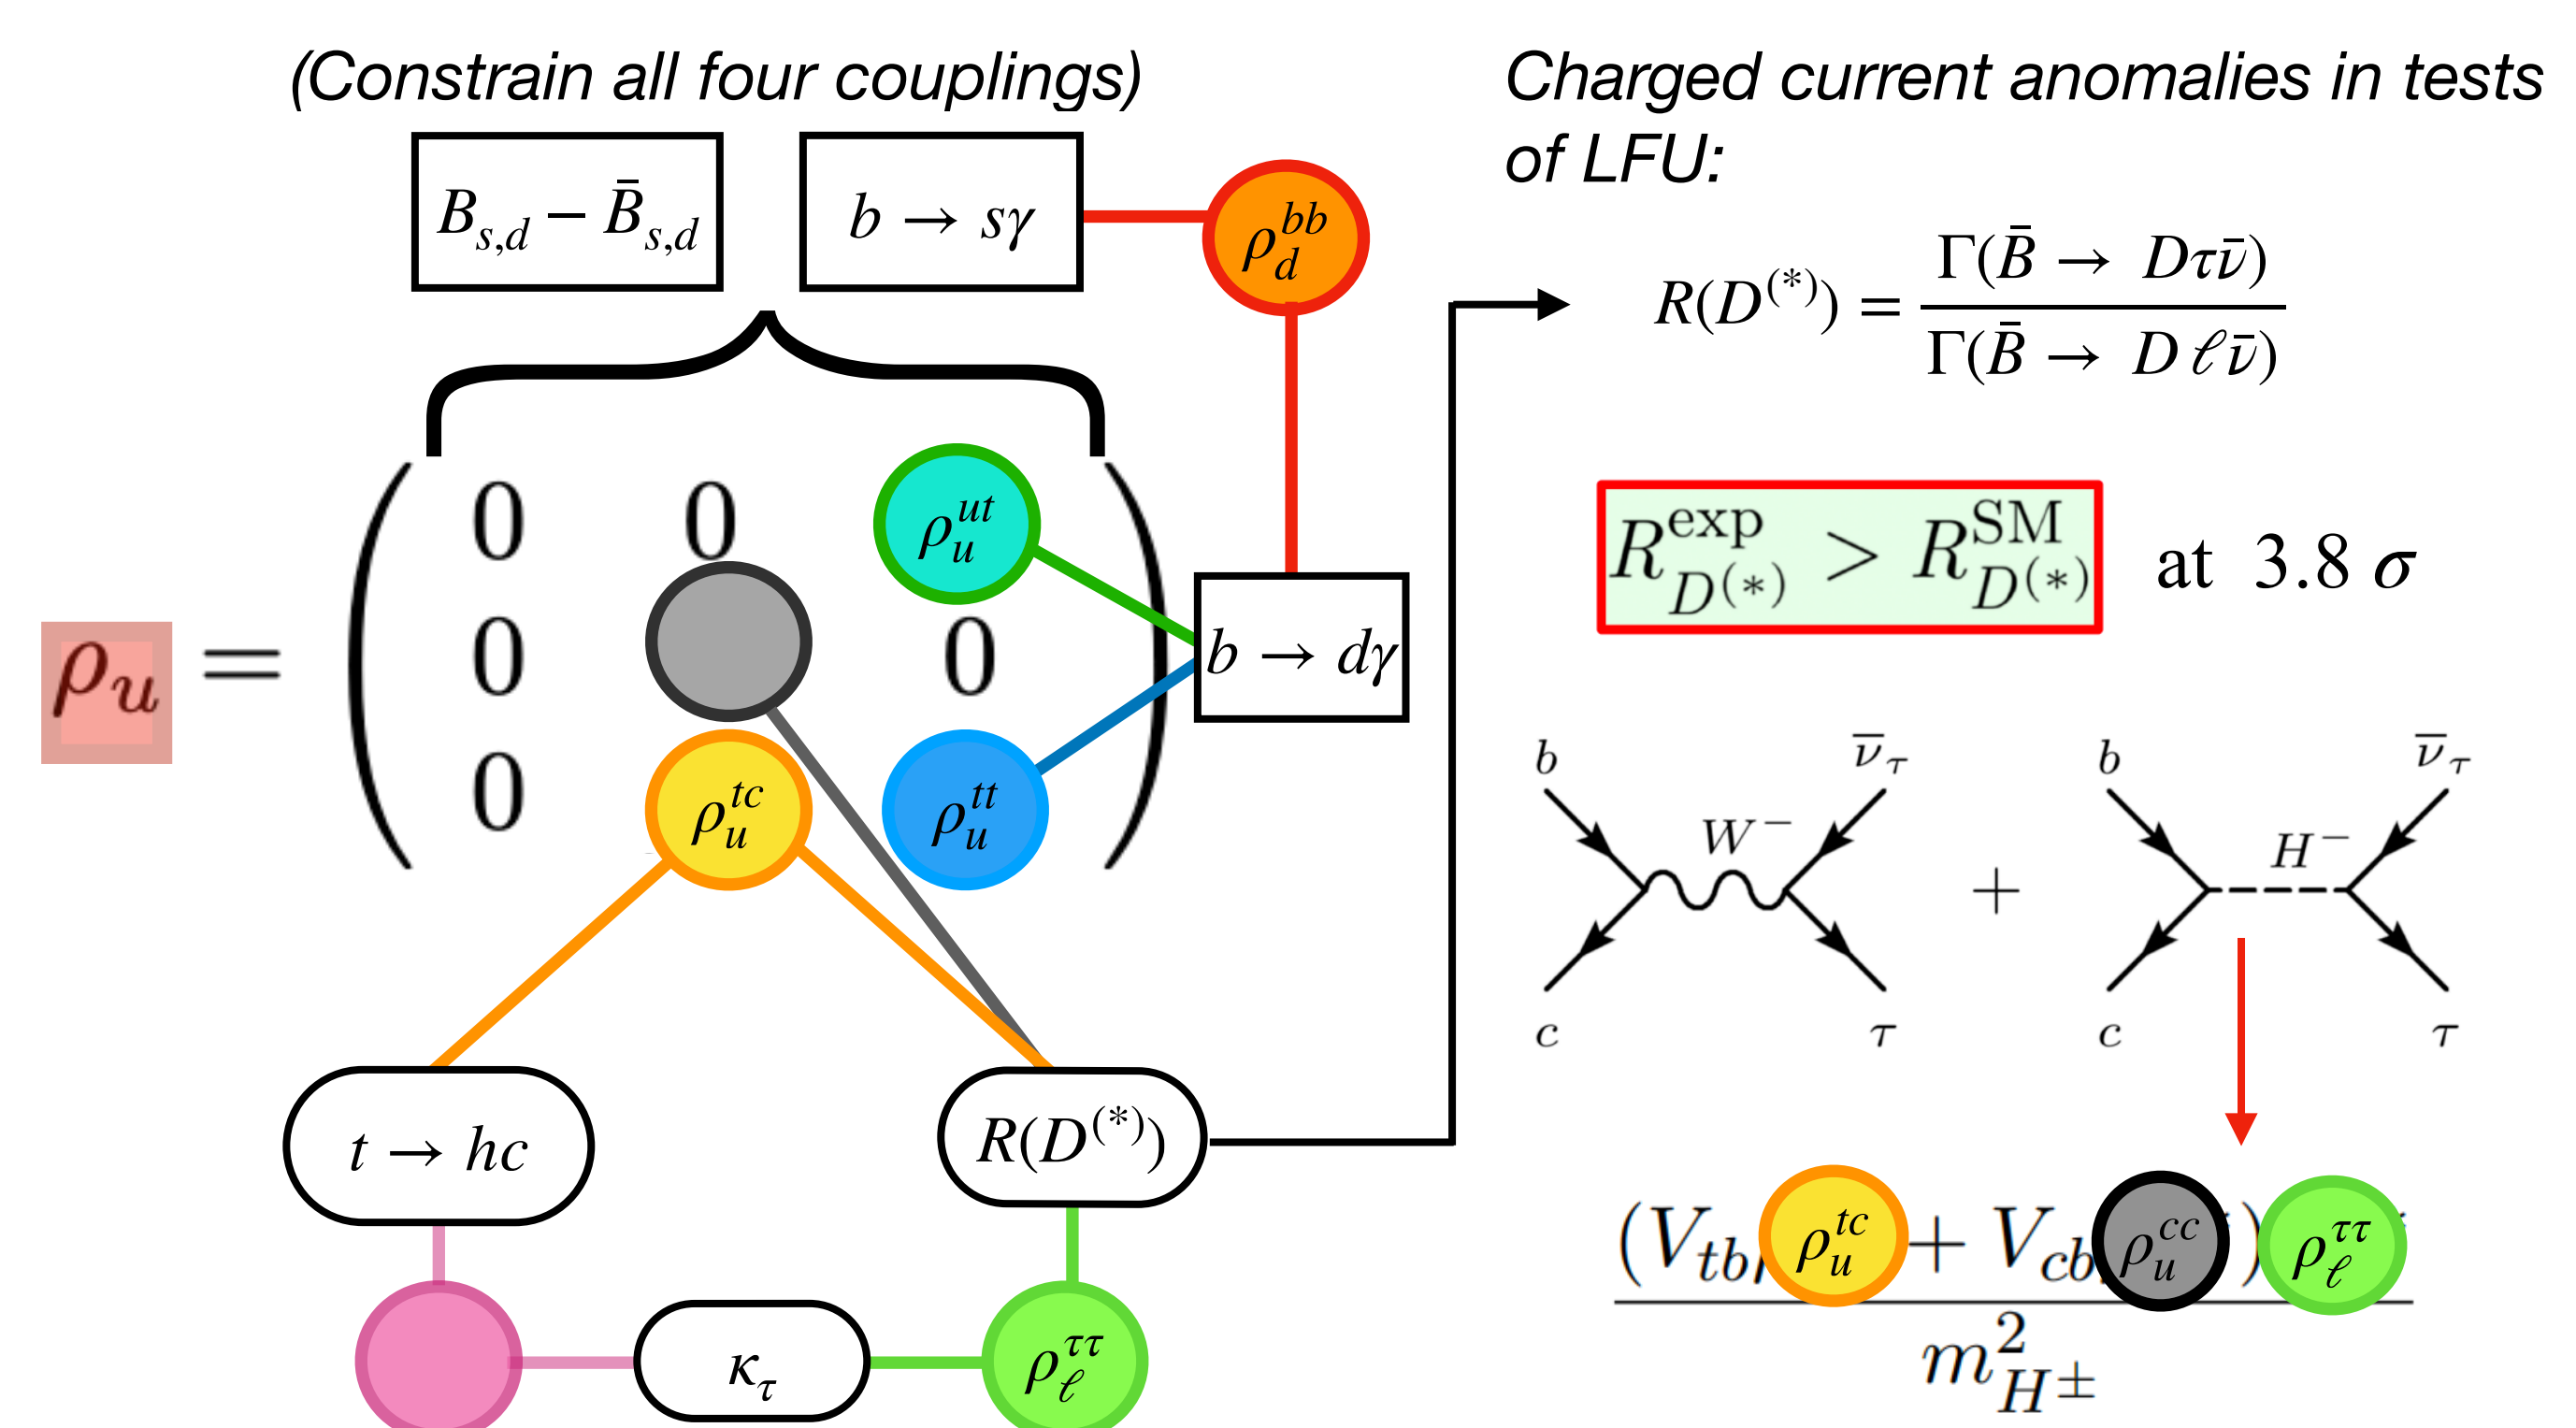 (Constrain all four couplings)
B_{s,d} − B̄_{s,d}
b → sγ
ρ_d^{bb}
0 0 ρ_u^{ut}
ρ_u = 0 0
b → dγ
0 ρ_u^{tc} ρ_u^{tt}
t → hc
R(D^{(*)})
κ_τ
ρ_ℓ^{ττ}
Charged current anomalies in tests
of LFU:
R(D^{(*)}) = Γ(B̄ → Dτν̄) / Γ(B̄ → Dℓν̄)
R_{D^{(*)}}^{exp} > R_{D^{(*)}}^{SM} at 3.8 σ
b ν̄_τ b ν̄_τ
W^− + H^−
c τ c τ
(V_{tb} ρ_u^{tc} + V_{cb} ρ_u^{cc}) ρ_ℓ^{ττ}
m_{H^±}^2